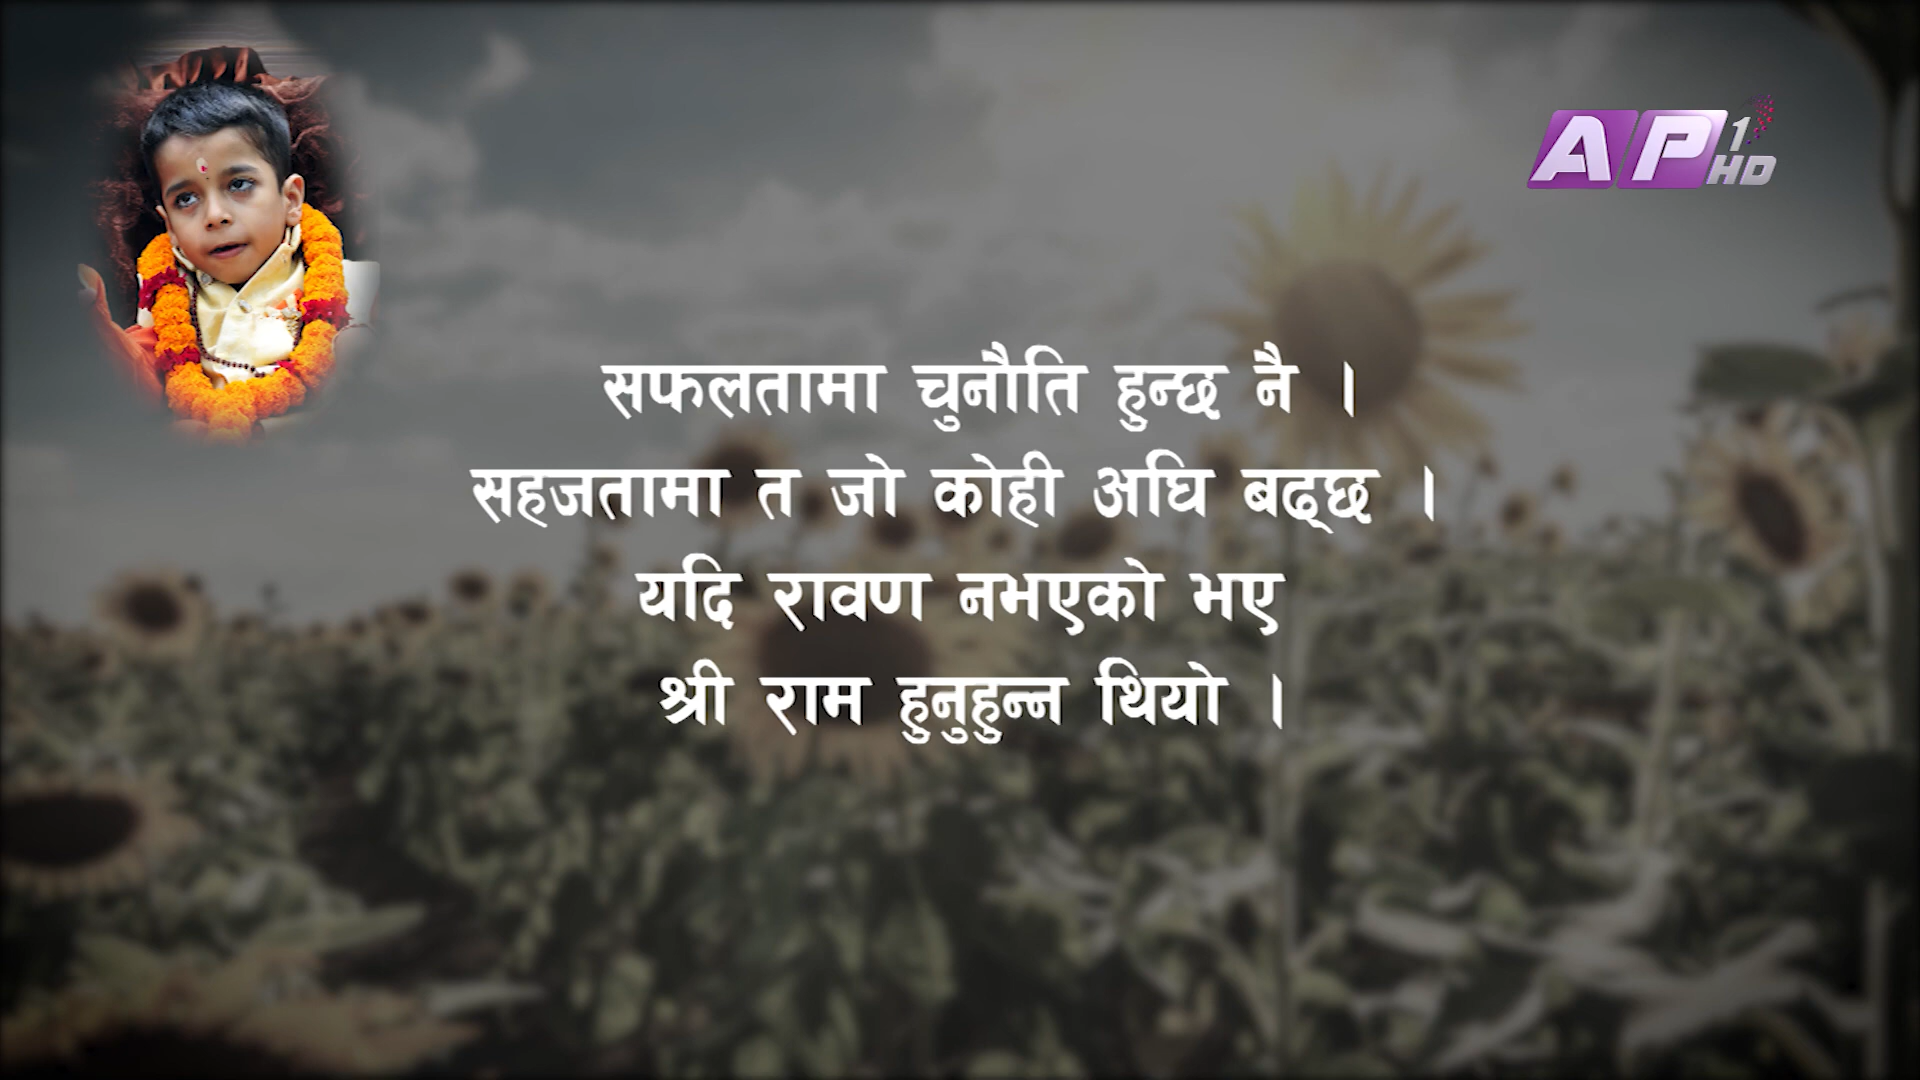 AP1 HD
सफलतामा चुनौति हुन्छ नै ।
सहजतामा त जो कोही अघि बढ्छ ।
यदि रावण नभएको भए
श्री राम हुनुहुन्न थियो ।